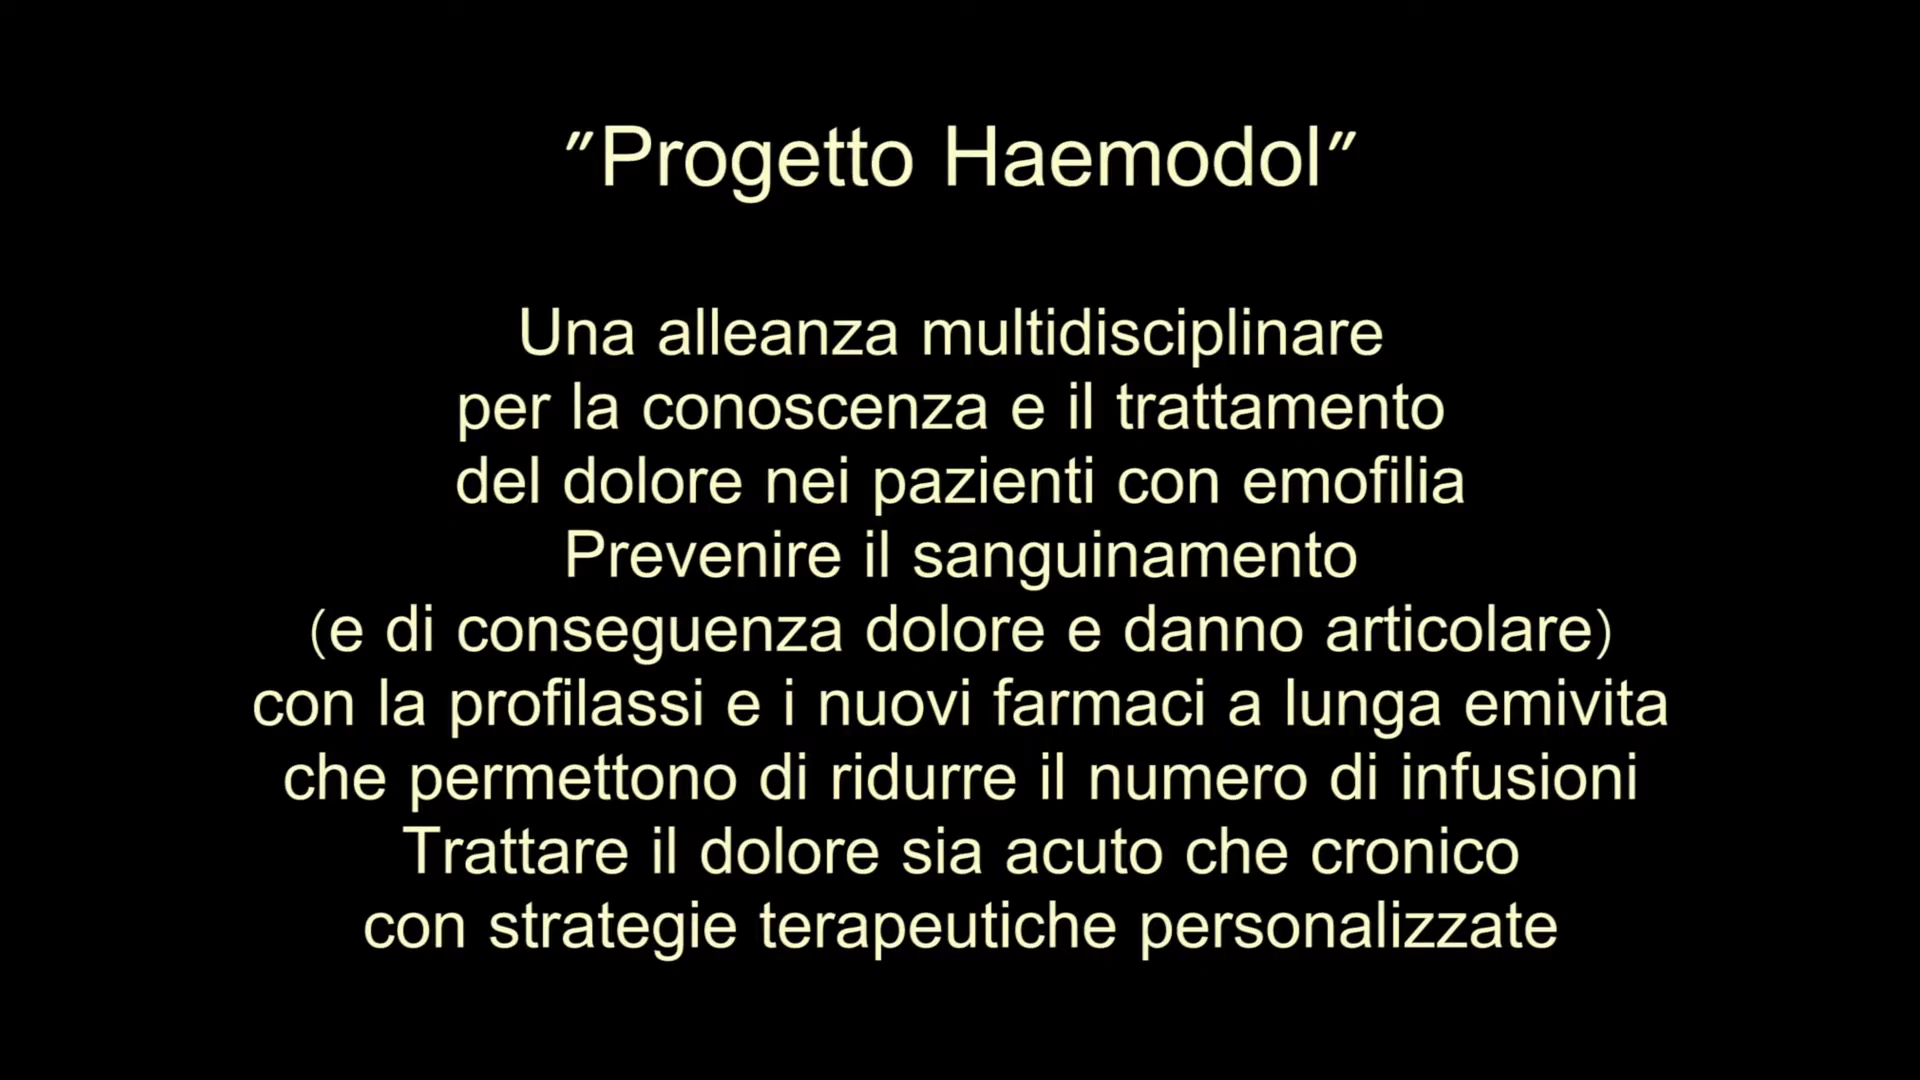 "Progetto Haemodol"
Una alleanza multidisciplinare
per la conoscenza e il trattamento
del dolore nei pazienti con emofilia
Prevenire il sanguinamento
(e di conseguenza dolore e danno articolare)
con la profilassi e i nuovi farmaci a lunga emivita
che permettono di ridurre il numero di infusioni
Trattare il dolore sia acuto che cronico
con strategie terapeutiche personalizzate